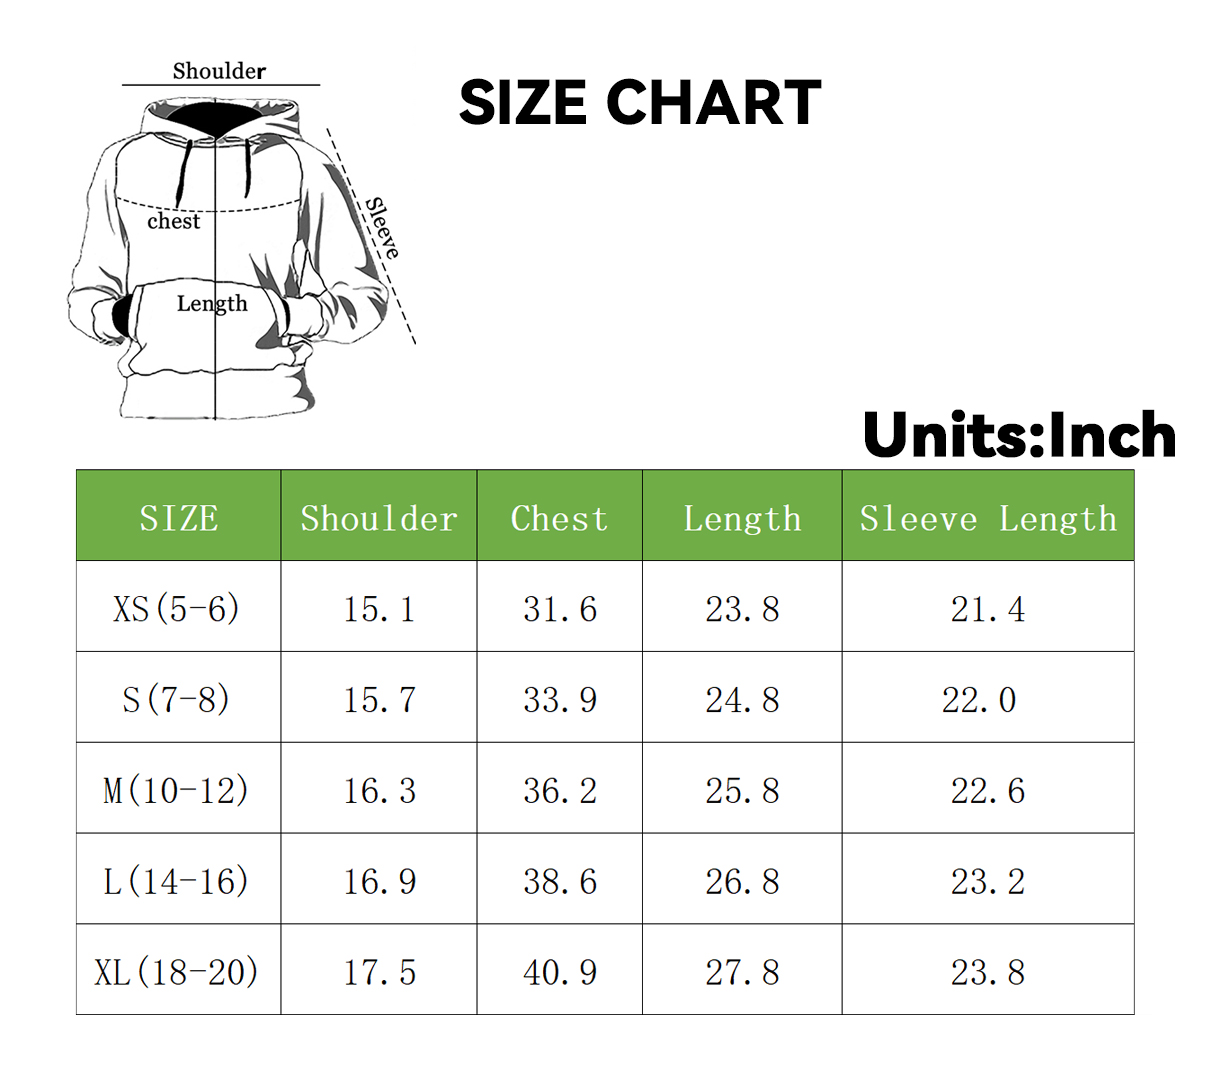 Shoulder
SIZE CHART
chest
Sleeve
Length
Units:Inch
SIZE Shoulder Chest Length Sleeve Length
XS(5-6) 15.1 31.6 23.8 21.4
S(7-8) 15.7 33.9 24.8 22.0
M(10-12) 16.3 36.2 25.8 22.6
L(14-16) 16.9 38.6 26.8 23.2
XL(18-20) 17.5 40.9 27.8 23.8